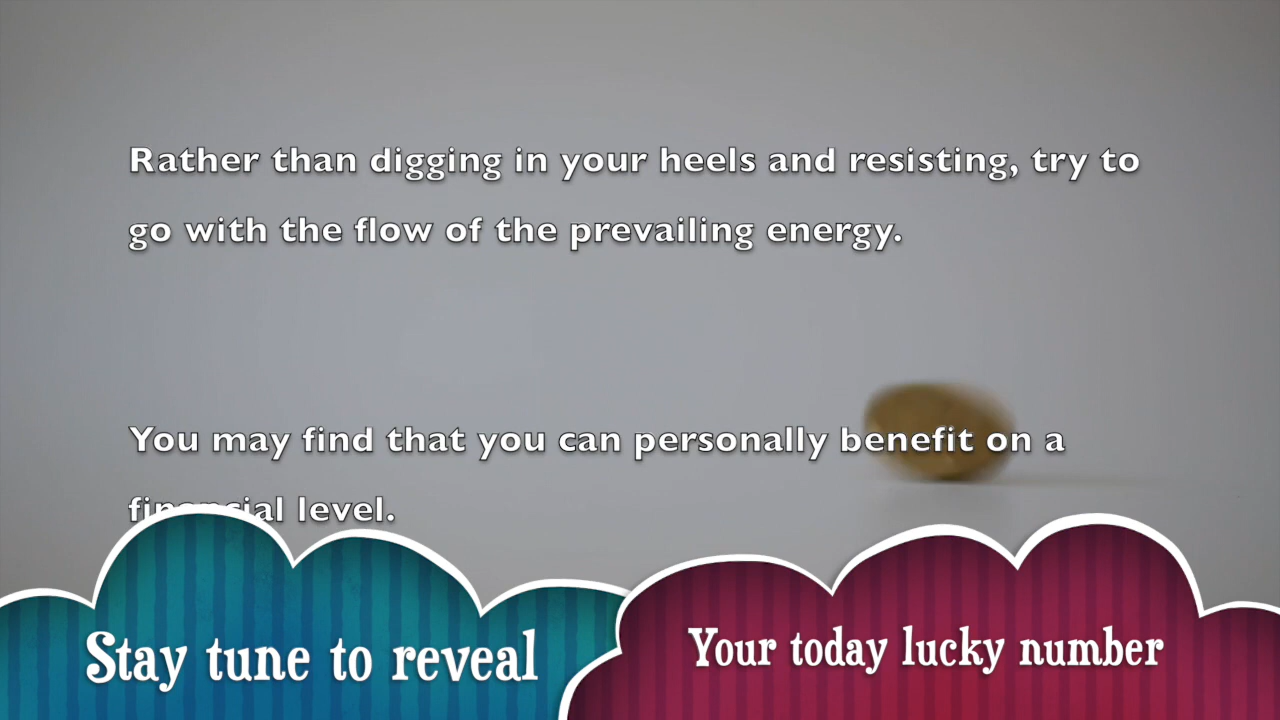 Rather than digging in your heels and resisting, try to
go with the flow of the prevailing energy.
You may find that you can personally benefit on a
financial level.
Stay tune to reveal
Your today lucky number